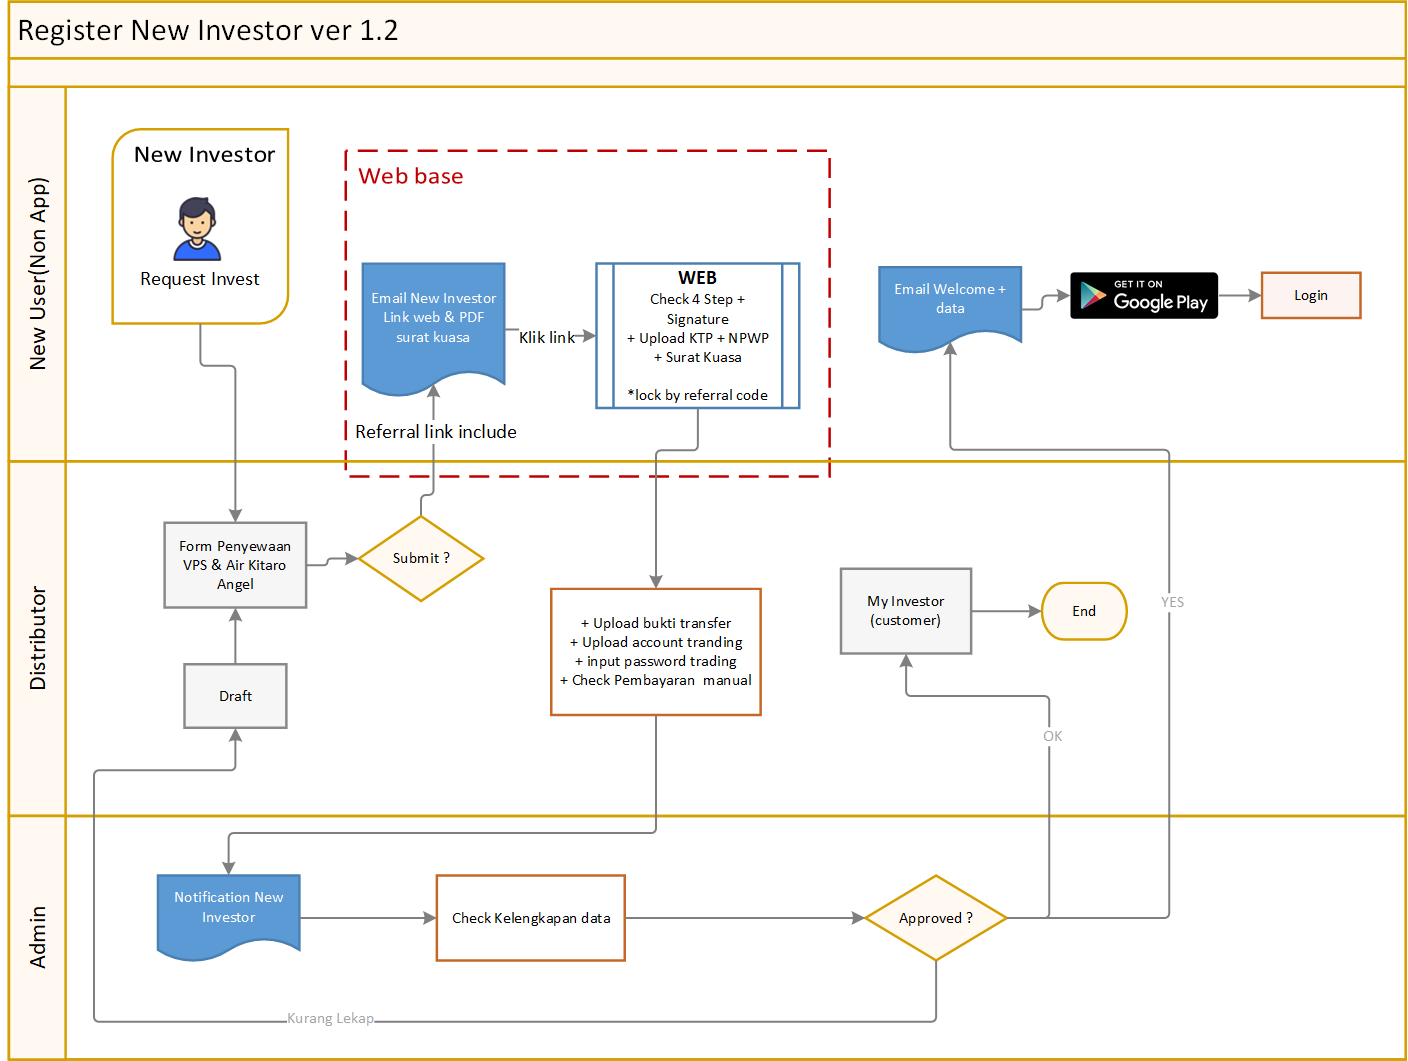 Register New Investor ver 1.2
New User(Non App)
New Investor
Request Invest
Web base
Email New Investor
Link web & PDF
surat kuasa
Klik link
WEB
Check 4 Step +
Signature
+ Upload KTP + NPWP
+ Surat Kuasa
*lock by referral code
Referral link include
Email Welcome +
data
GET IT ON
Google Play
Login
Distributor
Form Penyewaan
VPS & Air Kitaro
Angel
Submit ?
Draft
+ Upload bukti transfer
+ Upload account tranding
+ input password trading
+ Check Pembayaran manual
My Investor
(customer)
End
YES
OK
Admin
Notification New
Investor
Check Kelengkapan data
Approved ?
Kurang Lekap